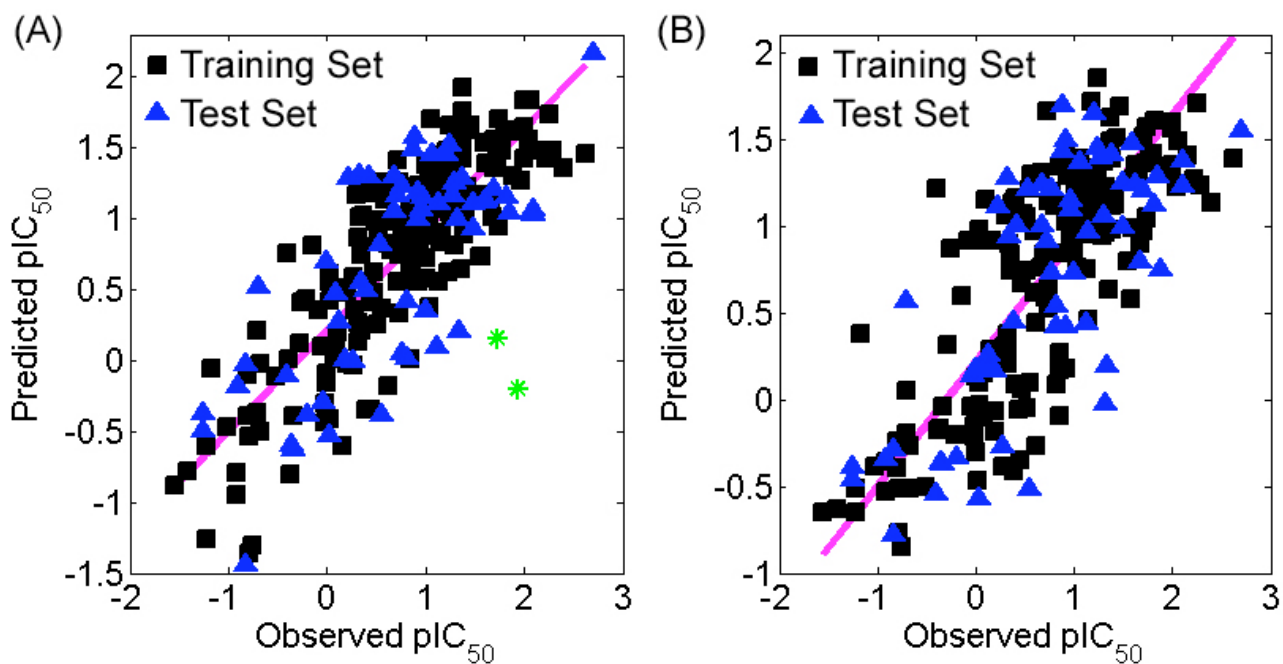 (A)
Training Set
Test Set
Predicted pIC50
2
1.5
1
0.5
0
-0.5
-1
-1.5
-2 -1 0 1 2 3
Observed pIC50
(B)
Training Set
Test Set
Predicted pIC50
2
1.5
1
0.5
0
-0.5
-1
-2 -1 0 1 2 3
Observed pIC50